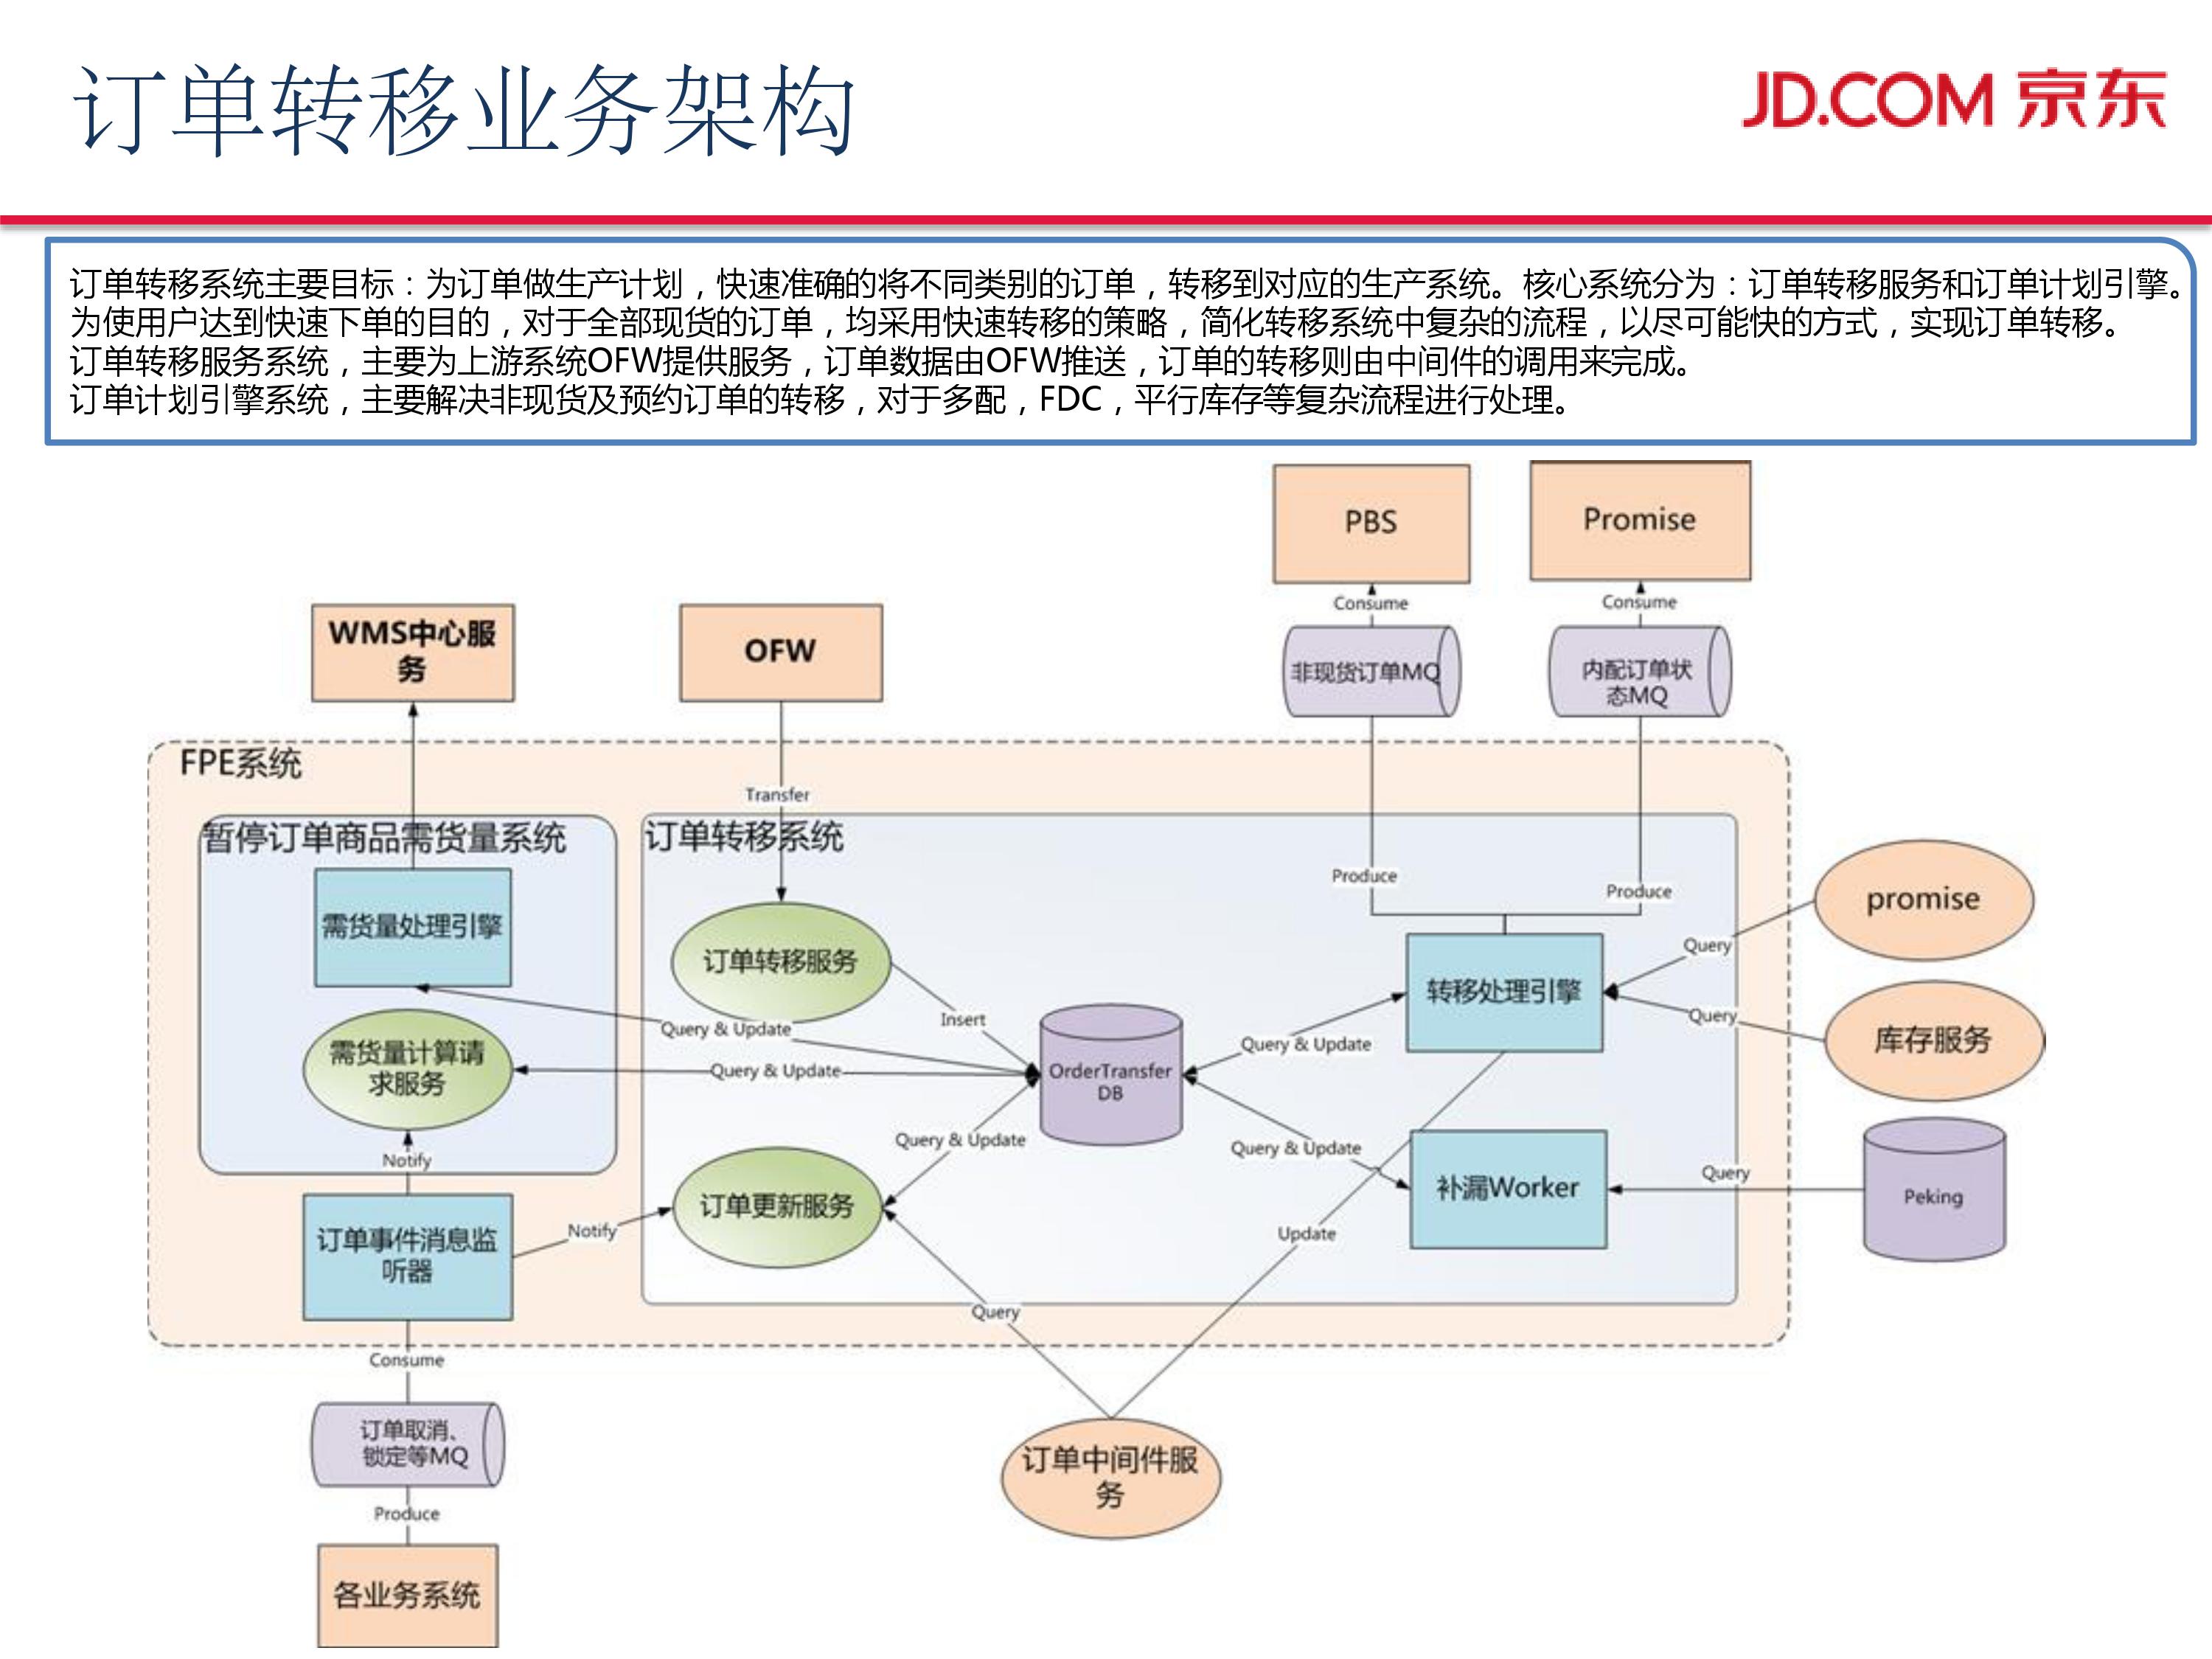 订单转移业务架构
JD.COM 京东
订单转移系统主要目标：为订单做生产计划，快速准确的将不同类别的订单，转移到对应的生产系统。核心系统分为：订单转移服务和订单计划引擎。
为使用户达到快速下单的目的，对于全部现货的订单，均采用快速转移的策略，简化转移系统中复杂的流程，以尽可能快的方式，实现订单转移。
订单转移服务系统，主要为上游系统OFW提供服务，订单数据由OFW推送，订单的转移则由中间件的调用来完成。
订单计划引擎系统，主要解决非现货及预约订单的转移，对于多配，FDC，平行库存等复杂流程进行处理。
PBS
Promise
Consume
Consume
WMS中心服
务
OFW
非现货订单MQ
内配订单状
态MQ
FPE系统
Transfer
暂停订单商品需货量系统
订单转移系统
Produce
Produce
promise
需货量处理引擎
订单转移服务
Query
转移处理引擎
Query & Update
Insert
Query
库存服务
需货量计算请
求服务
Query & Update
OrderTransfer
DB
Query & Update
Query & Update
Query & Update
Notify
Query
订单更新服务
补漏Worker
Peking
订单事件消息监
听器
Notify
Update
Query
Consume
订单取消、
锁定等MQ
订单中间件服
务
Produce
各业务系统